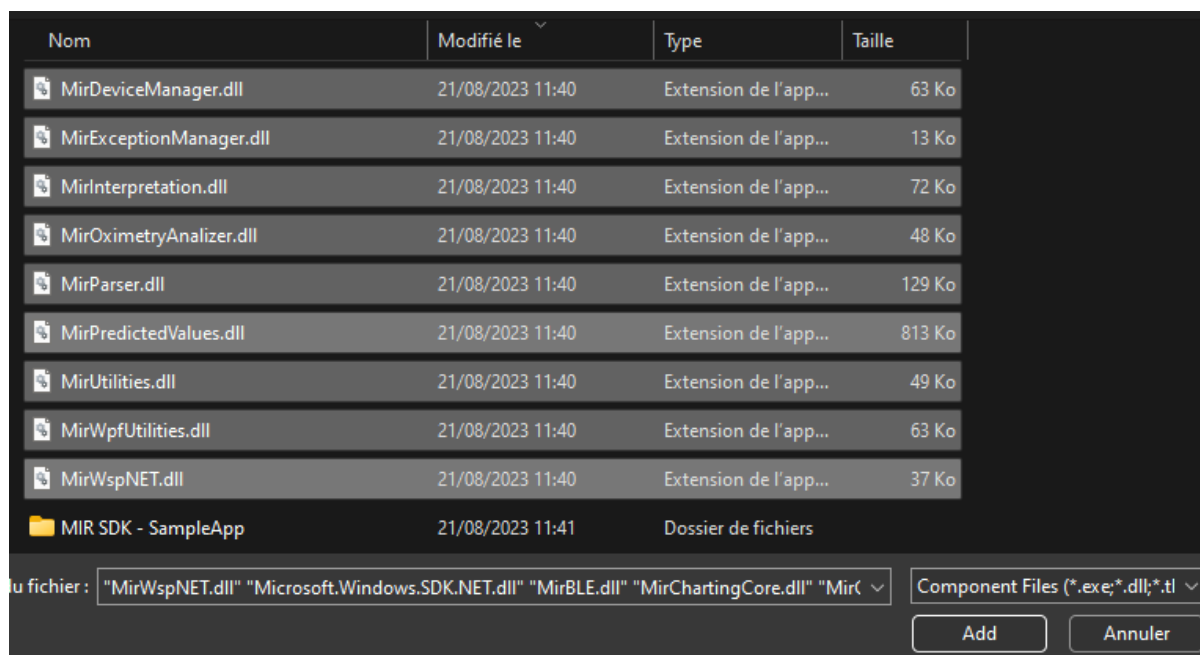 Nom Modifié le Type Taille
MirDeviceManager.dll 21/08/2023 11:40 Extension de l'app... 63 Ko
MirExceptionManager.dll 21/08/2023 11:40 Extension de l'app... 13 Ko
MirInterpretation.dll 21/08/2023 11:40 Extension de l'app... 72 Ko
MirOximetryAnalizer.dll 21/08/2023 11:40 Extension de l'app... 48 Ko
MirParser.dll 21/08/2023 11:40 Extension de l'app... 129 Ko
MirPredictedValues.dll 21/08/2023 11:40 Extension de l'app... 813 Ko
MirUtilities.dll 21/08/2023 11:40 Extension de l'app... 49 Ko
MirWpfUtilities.dll 21/08/2023 11:40 Extension de l'app... 63 Ko
MirWspNET.dll 21/08/2023 11:40 Extension de l'app... 37 Ko
MIR SDK - SampleApp 21/08/2023 11:41 Dossier de fichiers
du fichier : "MirWspNET.dll" "Microsoft.Windows.SDK.NET.dll" "MirBLE.dll" "MirChartingCore.dll" "Mir Component Files (*.exe;*.dll;*.tl
Add Annuler